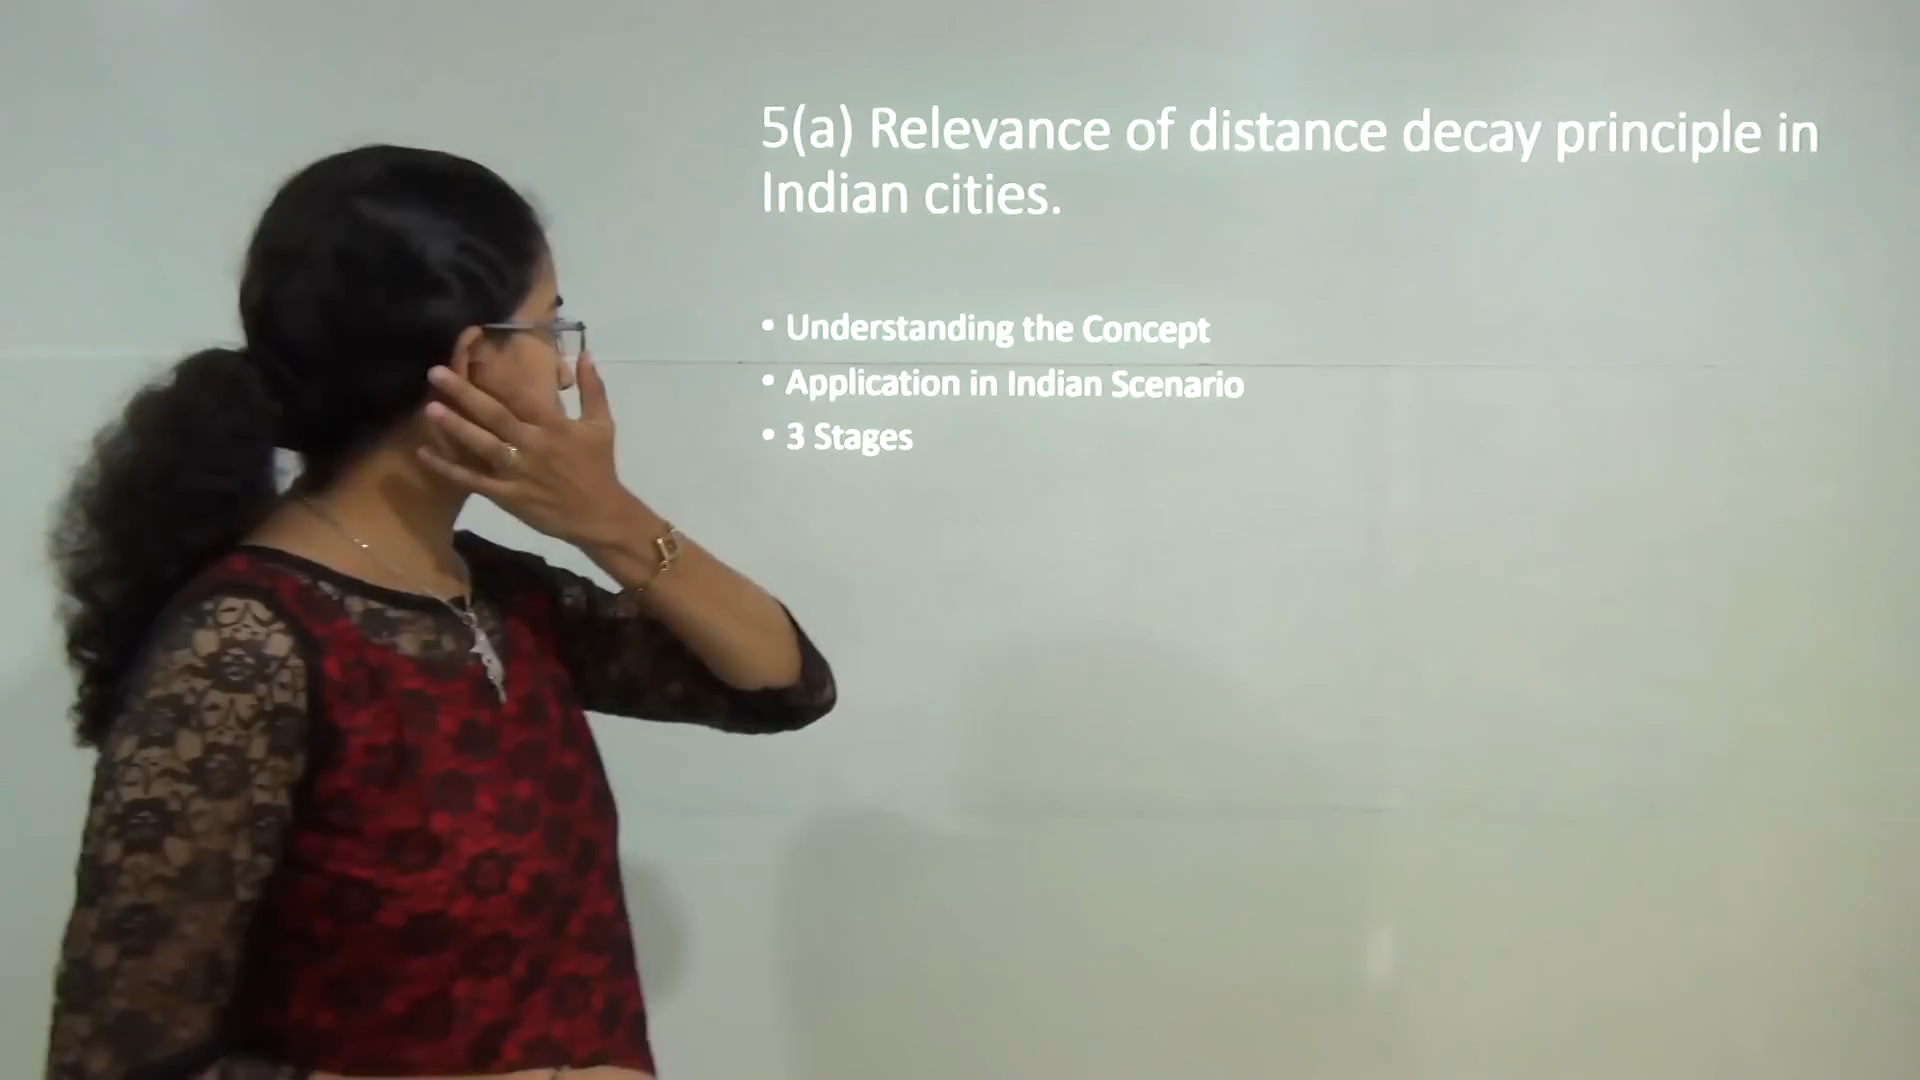 5(a) Relevance of distance decay principle in
Indian cities.
• Understanding the Concept
• Application in Indian Scenario
• 3 Stages